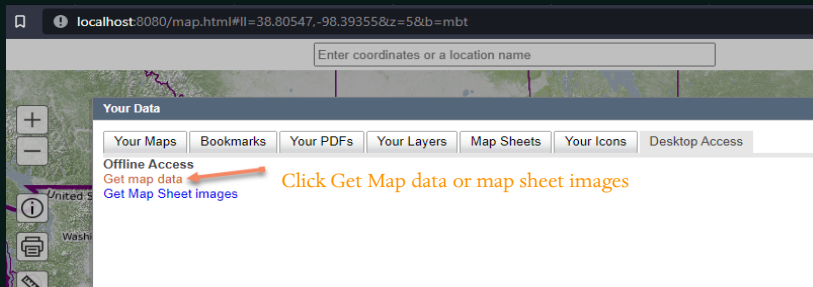 localhost:8080/map.html#ll=38.80547,-98.39355&z=5&b=mbt
Enter coordinates or a location name
Your Data
Your Maps Bookmarks Your PDFs Your Layers Map Sheets Your Icons Desktop Access
Offline Access
Get map data
Click Get Map data or map sheet images
Get Map Sheet images
United S
Washi